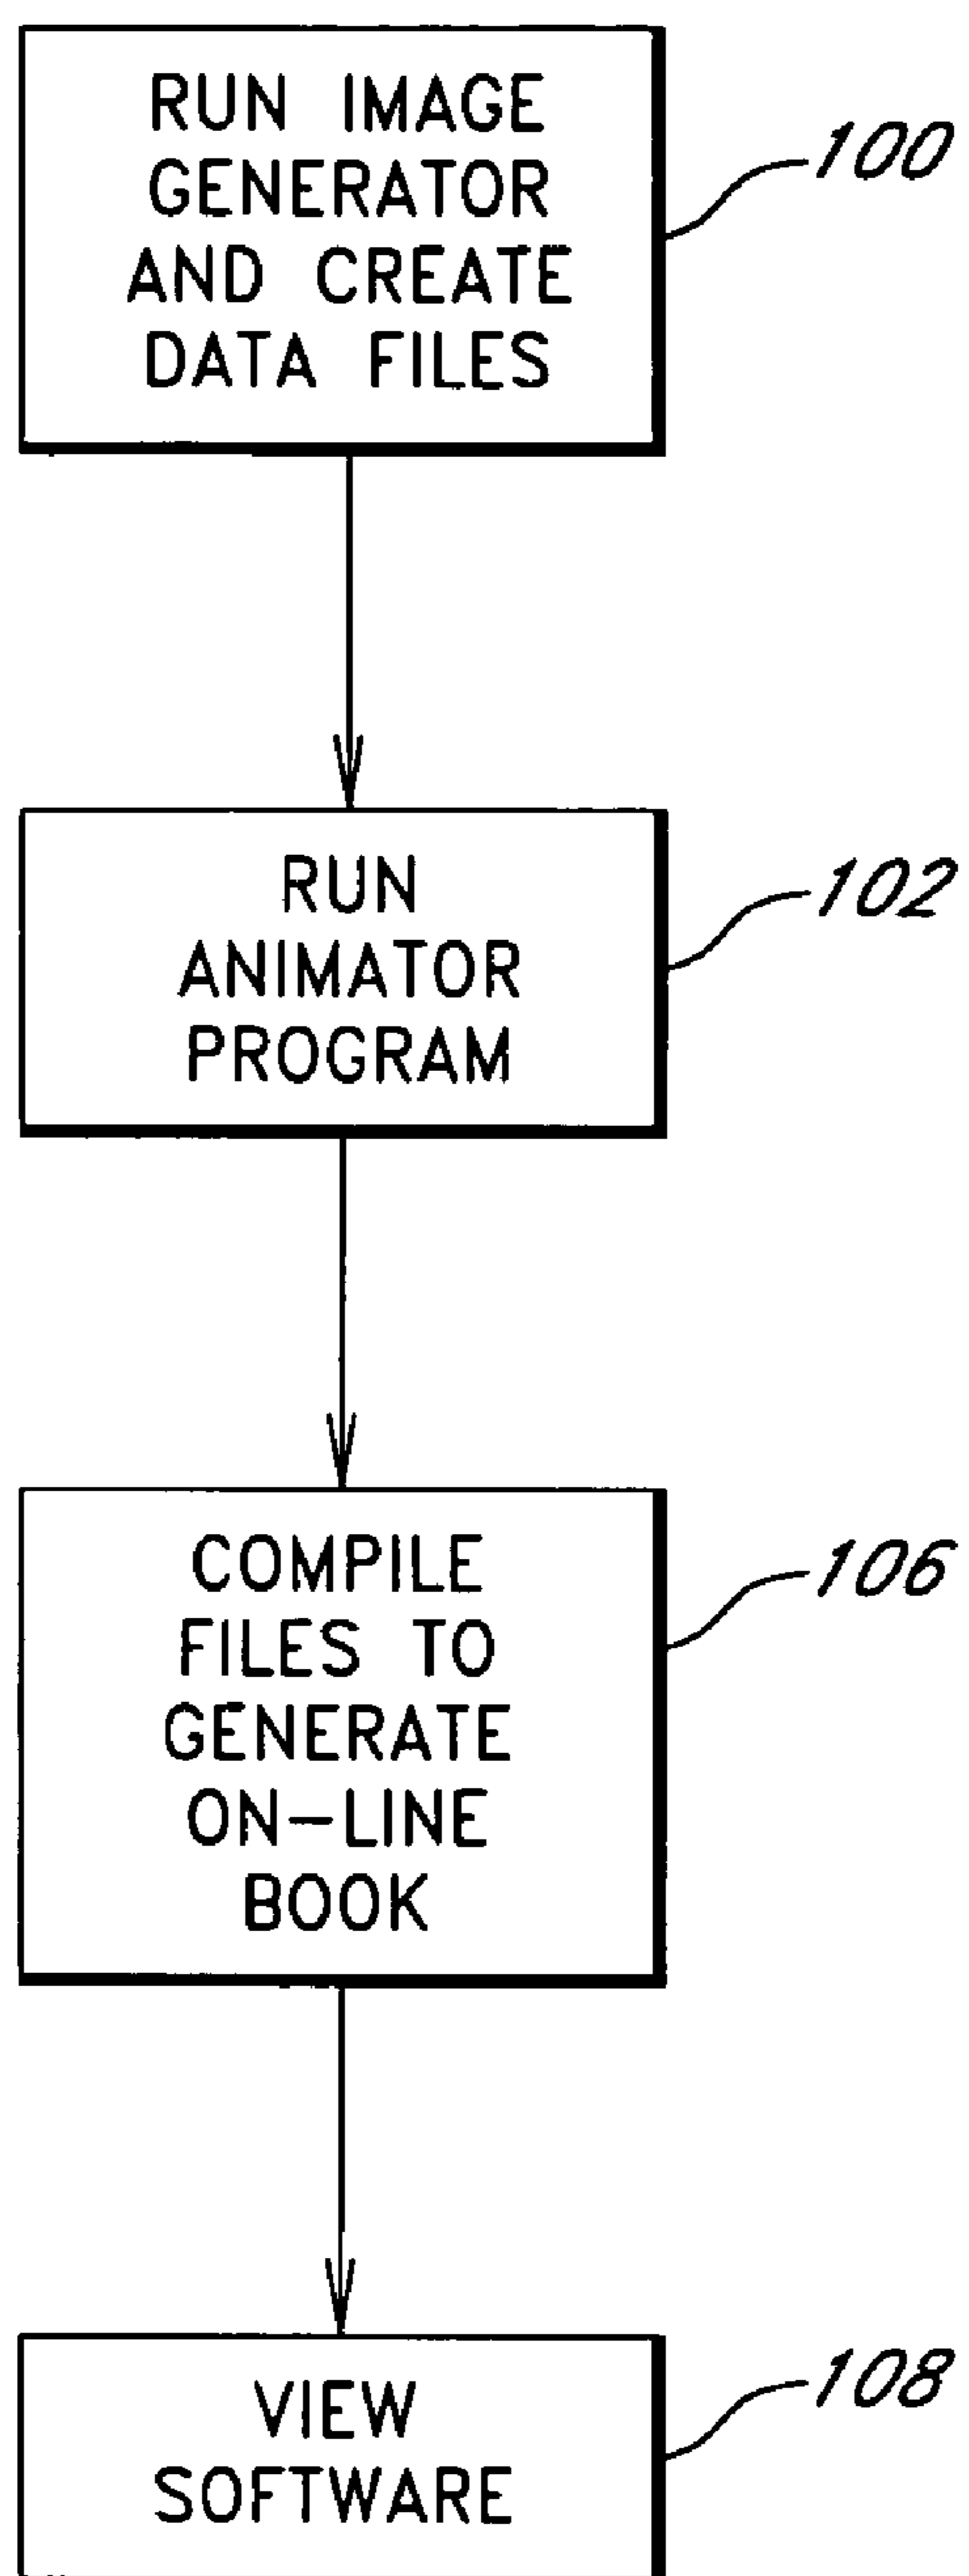 RUN IMAGE
GENERATOR
AND CREATE
DATA FILES
100
RUN
ANIMATOR
PROGRAM
102
COMPILE
FILES TO
GENERATE
ON-LINE
BOOK
106
VIEW
SOFTWARE
108